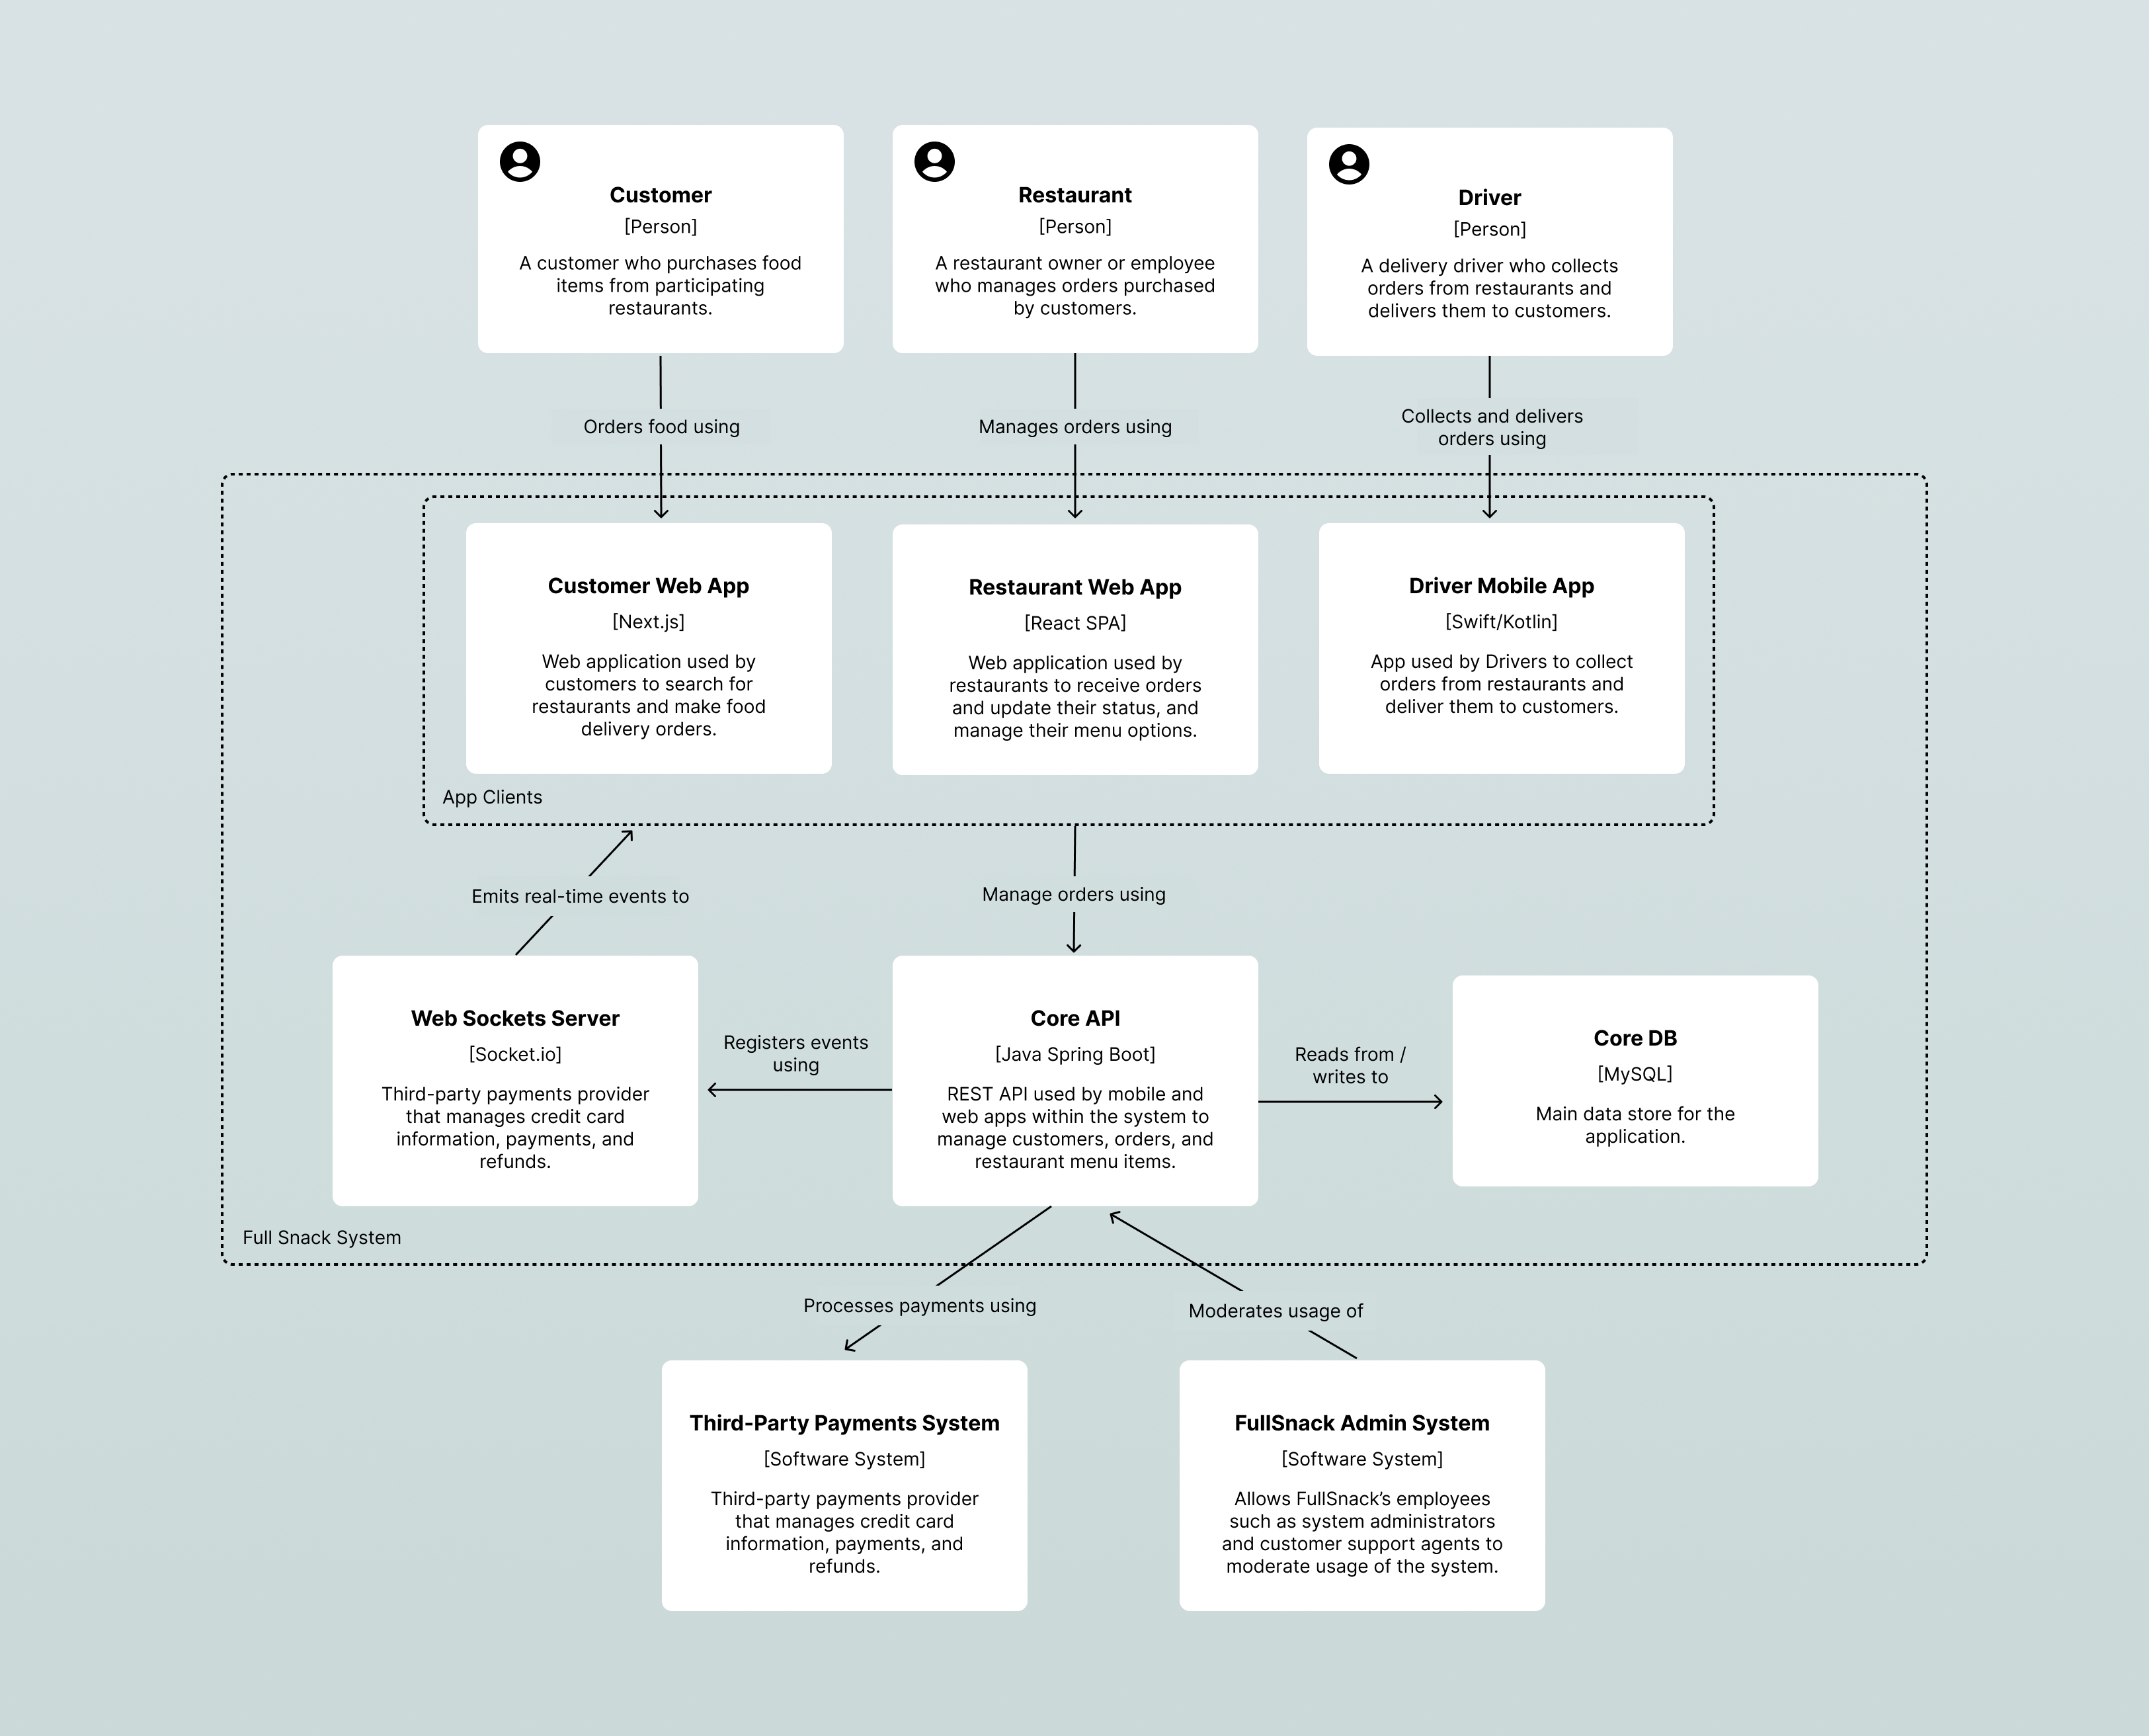 Customer
[Person]
A customer who purchases food
items from participating
restaurants.
Restaurant
[Person]
A restaurant owner or employee
who manages orders purchased
by customers.
Driver
[Person]
A delivery driver who collects
orders from restaurants and
delivers them to customers.
Orders food using
Manages orders using
Collects and delivers
orders using
Customer Web App
[Next.js]
Web application used by
customers to search for
restaurants and make food
delivery orders.
Restaurant Web App
[React SPA]
Web application used by
restaurants to receive orders
and update their status, and
manage their menu options.
Driver Mobile App
[Swift/Kotlin]
App used by Drivers to collect
orders from restaurants and
deliver them to customers.
App Clients
Emits real-time events to
Manage orders using
Web Sockets Server
[Socket.io]
Third-party payments provider
that manages credit card
information, payments, and
refunds.
Registers events
using
Core API
[Java Spring Boot]
REST API used by mobile and
web apps within the system to
manage customers, orders, and
restaurant menu items.
Reads from /
writes to
Core DB
[MySQL]
Main data store for the
application.
Full Snack System
Processes payments using
Moderates usage of
Third-Party Payments System
[Software System]
Third-party payments provider
that manages credit card
information, payments, and
refunds.
FullSnack Admin System
[Software System]
Allows FullSnack’s employees
such as system administrators
and customer support agents to
moderate usage of the system.